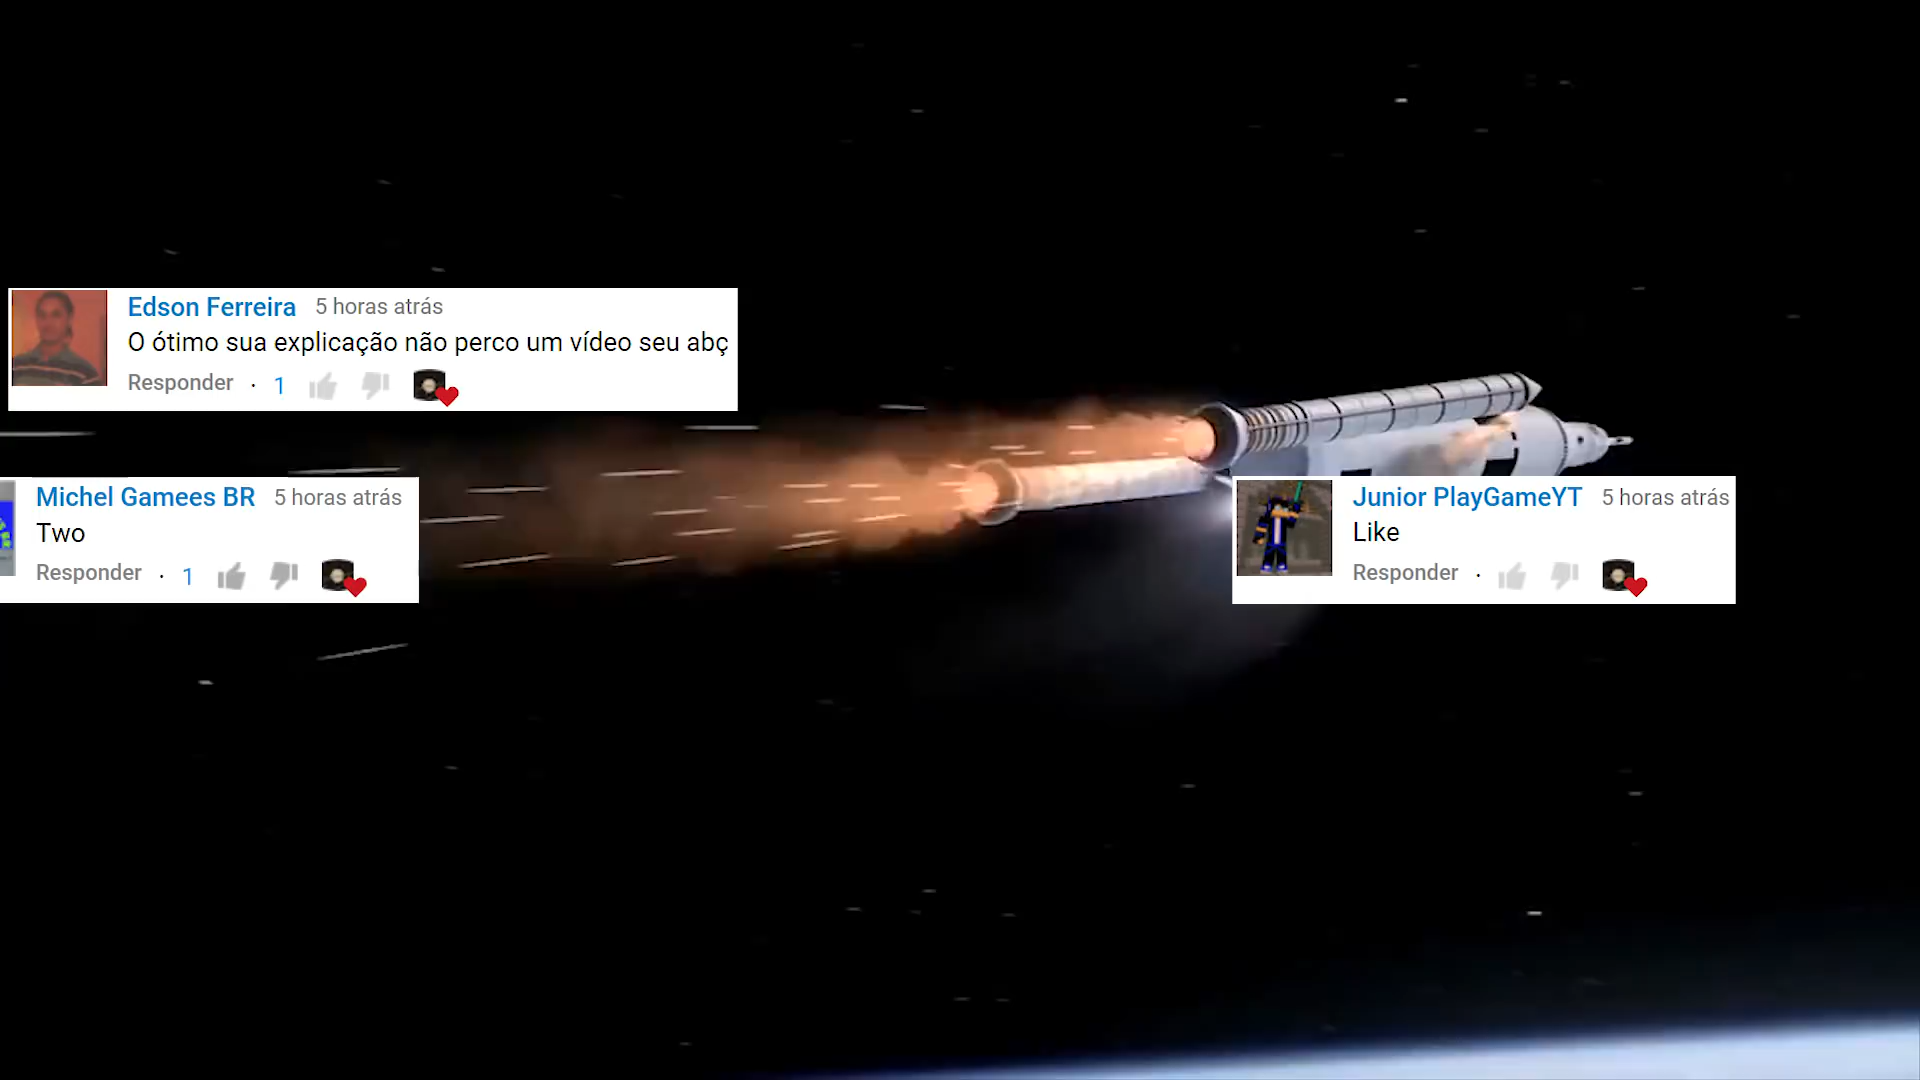 Edson Ferreira 5 horas atrás
O ótimo sua explicação não perco um vídeo seu abç
Responder · 1
Michel Gamees BR 5 horas atrás
Two
Responder · 1
Junior PlayGameYT 5 horas atrás
Like
Responder ·